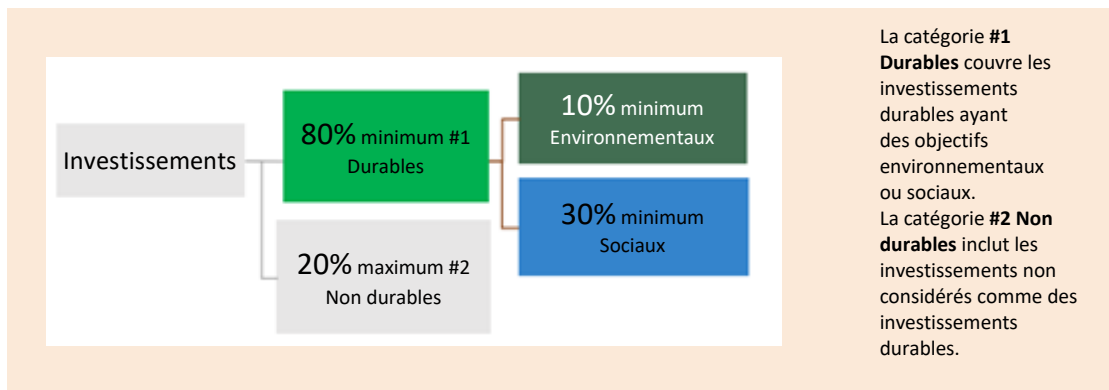 Investissements
80% minimum #1
Durables
20% maximum #2
Non durables
10% minimum
Environnementaux
30% minimum
Sociaux
La catégorie #1
Durables couvre les
investissements
durables ayant
des objectifs
environnementaux
ou sociaux.
La catégorie #2 Non
durables inclut les
investissements non
considérés comme des
investissements
durables.